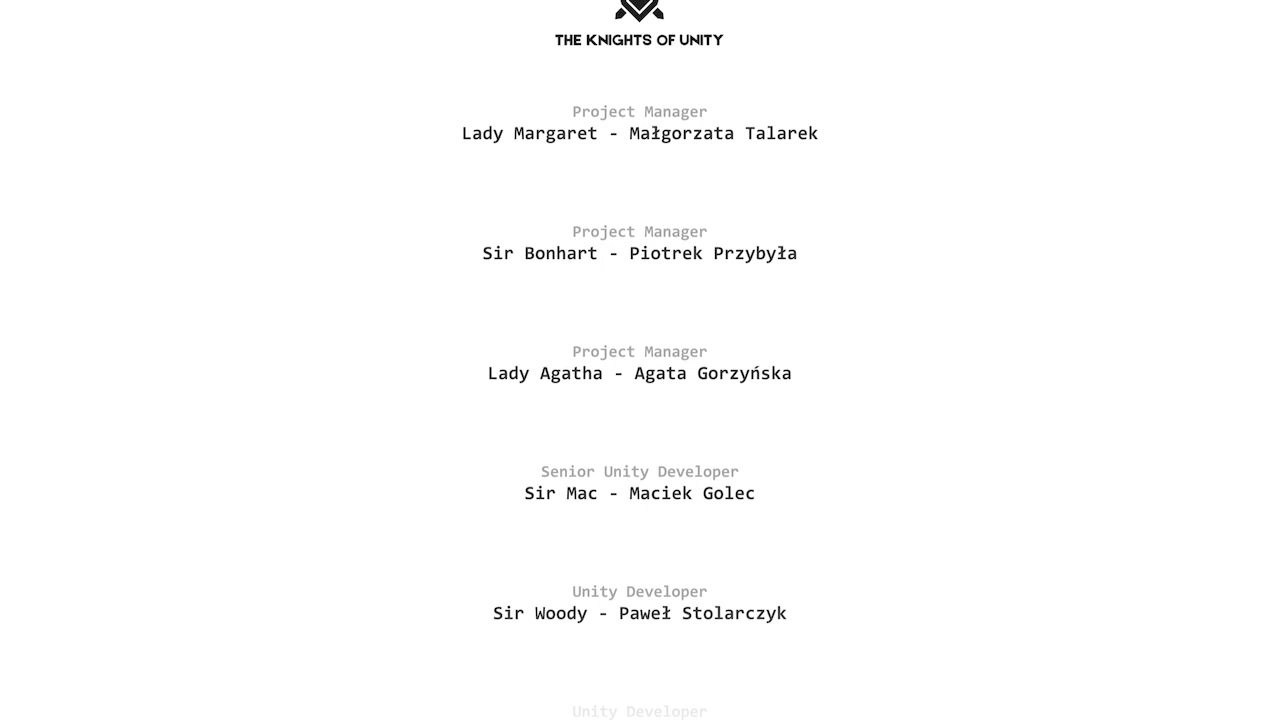 THE KNIGHTS OF UNITY
Project Manager
Lady Margaret - Małgorzata Talarek
Project Manager
Sir Bonhart - Piotrek Przybyła
Project Manager
Lady Agatha - Agata Gorzyńska
Senior Unity Developer
Sir Mac - Maciek Golec
Unity Developer
Sir Woody - Paweł Stolarczyk
Unity Developer